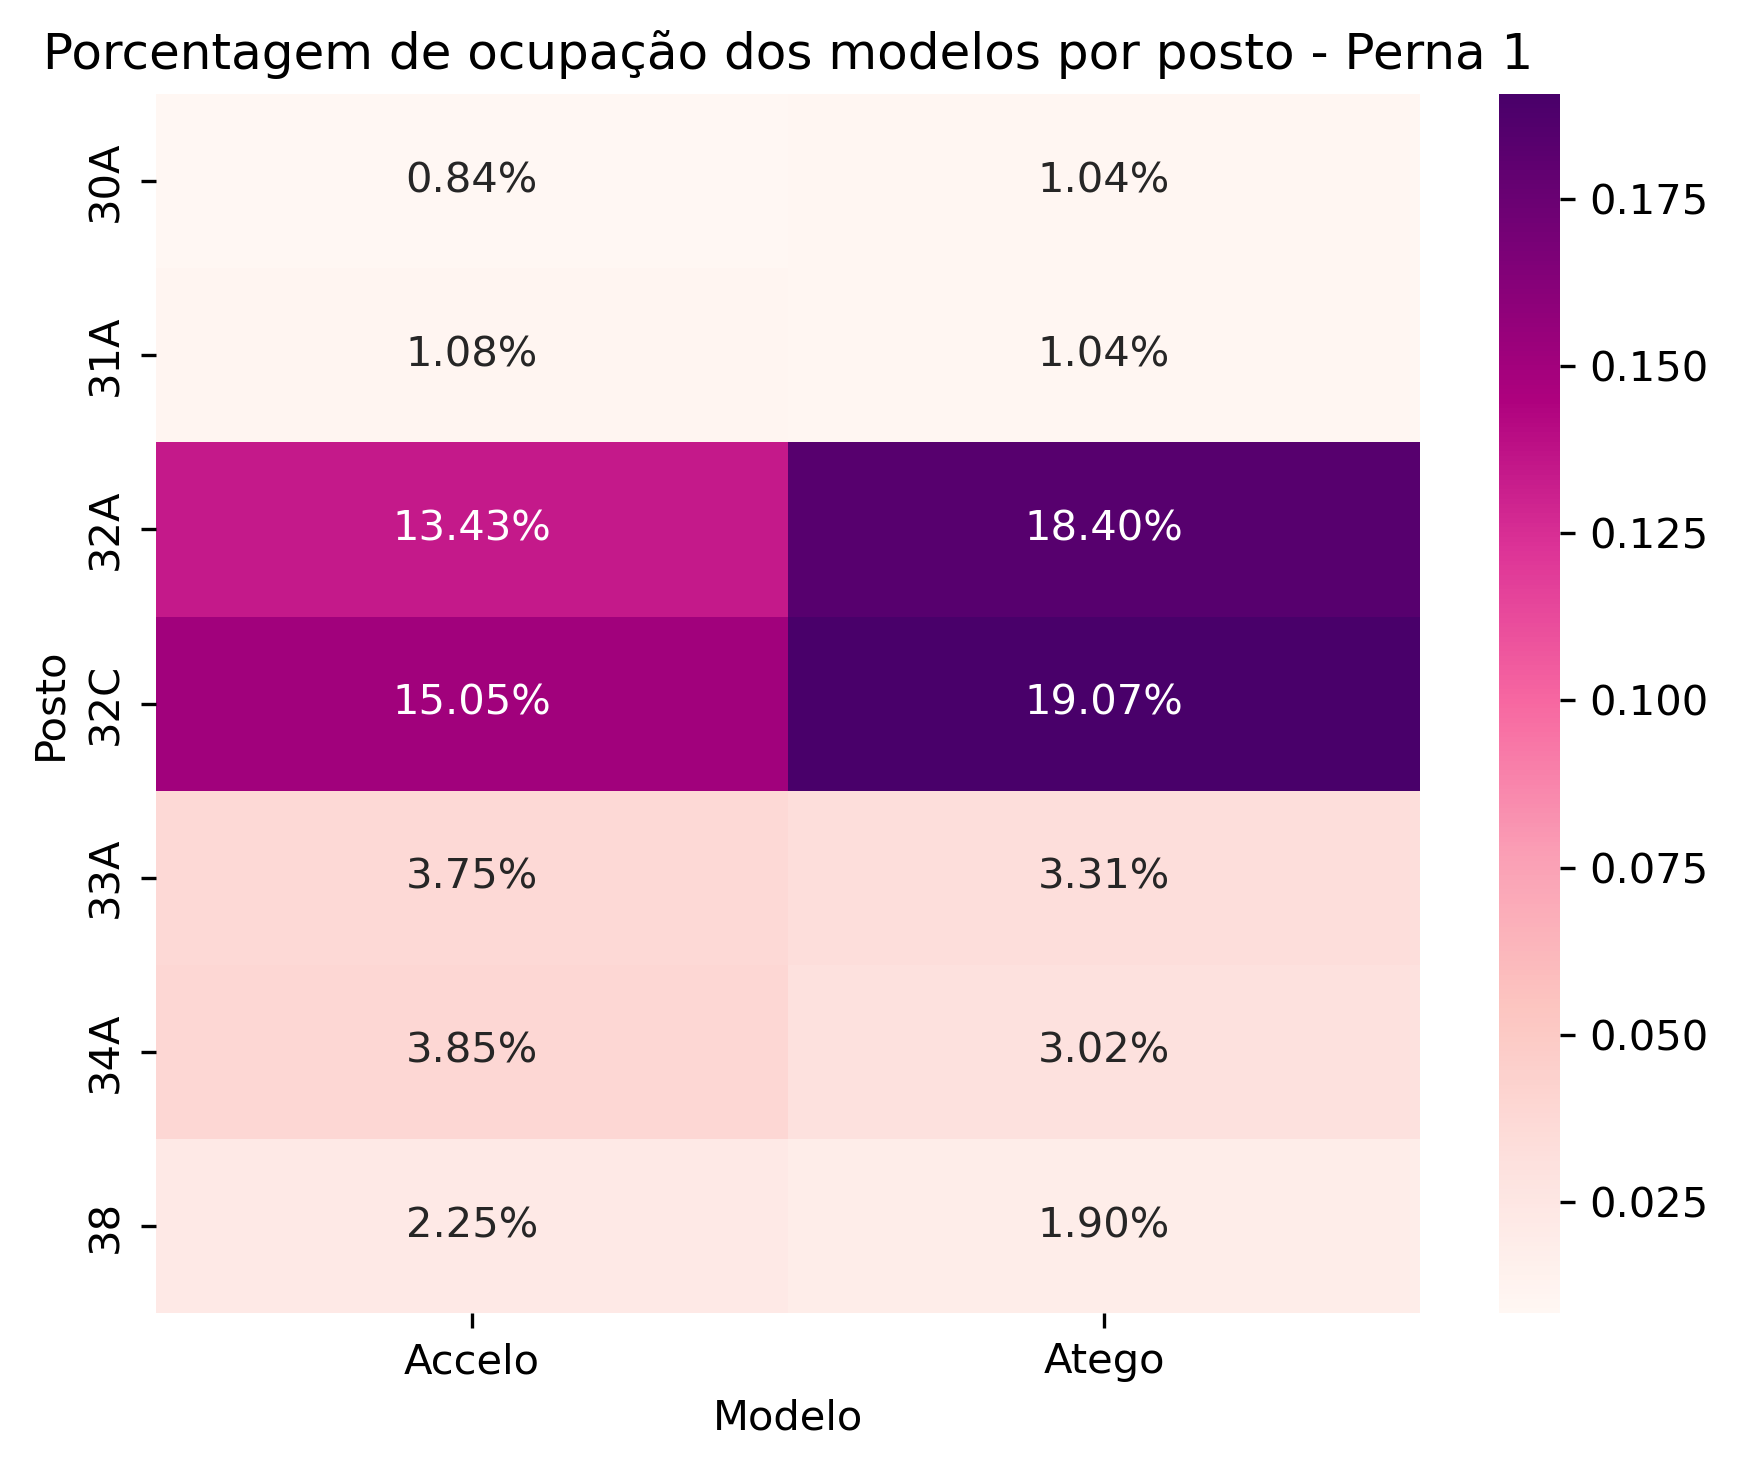 Porcentagem de ocupação dos modelos por posto - Perna 1
Posto
30A
0.84%
1.04%
31A
1.08%
1.04%
32A
13.43%
18.40%
32C
15.05%
19.07%
33A
3.75%
3.31%
34A
3.85%
3.02%
38
2.25%
1.90%
Accelo
Atego
Modelo
0.175
0.150
0.125
0.100
0.075
0.050
0.025